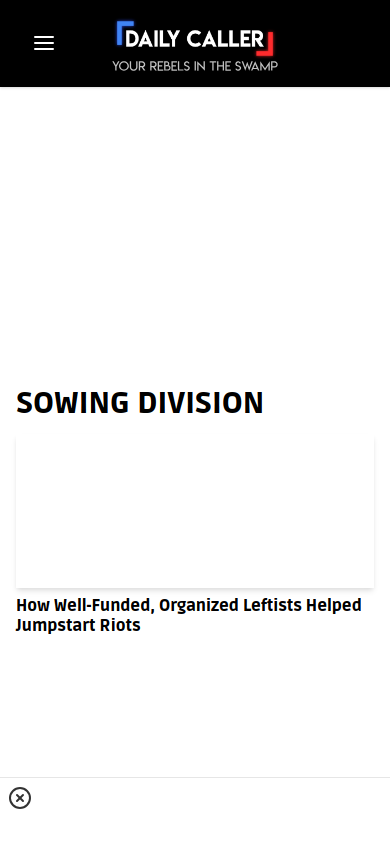 DAILY CALLER
YOUR REBELS IN THE SWAMP
SOWING DIVISION
How Well-Funded, Organized Leftists Helped
Jumpstart Riots